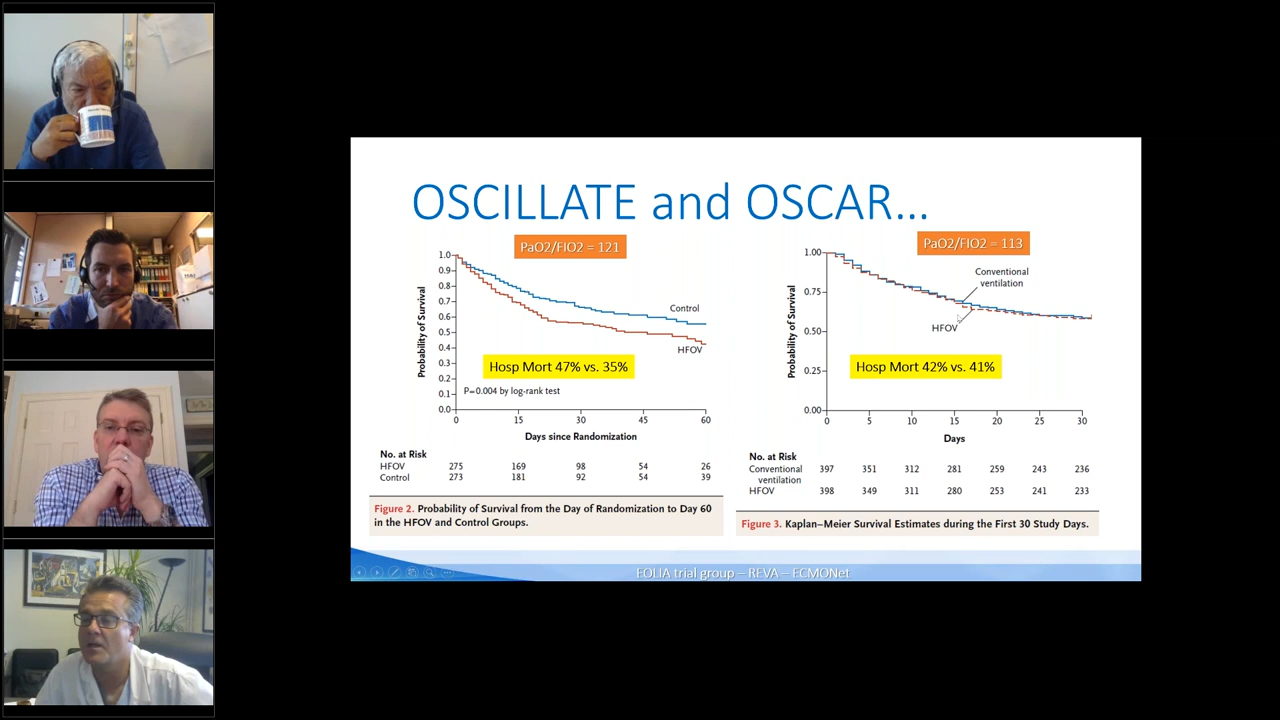 OSCILLATE and OSCAR...
PaO2/FIO2 = 121
Probability of Survival
1.0
0.9
0.8
0.7
0.6
0.5
0.4
0.3
0.2
0.1
0.0
Control
HFOV
Hosp Mort 47% vs. 35%
P=0.004 by log-rank test
0 15 30 45 60
Days since Randomization
No. at Risk
HFOV 275 169 98 54 26
Control 273 181 92 54 39
Figure 2. Probability of Survival from the Day of Randomization to Day 60
in the HFOV and Control Groups.
PaO2/FIO2 = 113
Probability of Survival
1.00
0.75
0.50
0.25
0.00
Conventional
ventilation
HFOV
Hosp Mort 42% vs. 41%
0 5 10 15 20 25 30
Days
No. at Risk
Conventional 397 351 312 281 259 243 236
ventilation
HFOV 398 349 311 280 253 241 233
Figure 3. Kaplan–Meier Survival Estimates during the First 30 Study Days.
EOLIA trial group – REVA – ECMONet